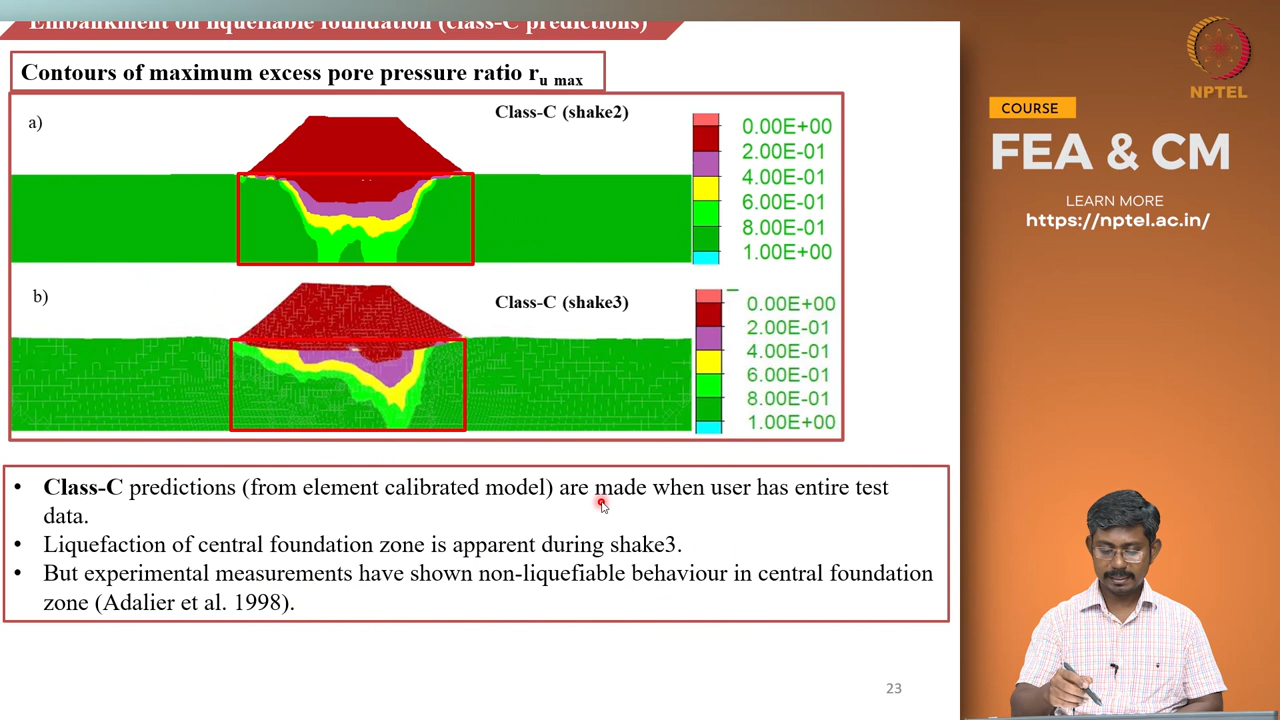 Embankment on liquefiable foundation (class-C predictions)
Contours of maximum excess pore pressure ratio ru max
a)
Class-C (shake2)
0.00E+00
2.00E-01
4.00E-01
6.00E-01
8.00E-01
1.00E+00
b)
Class-C (shake3)
0.00E+00
2.00E-01
4.00E-01
6.00E-01
8.00E-01
1.00E+00
• Class-C predictions (from element calibrated model) are made when user has entire test
data.
• Liquefaction of central foundation zone is apparent during shake3.
• But experimental measurements have shown non-liquefiable behaviour in central foundation
zone (Adalier et al. 1998).
23
NPTEL
COURSE
FEA & CM
LEARN MORE
https://nptel.ac.in/